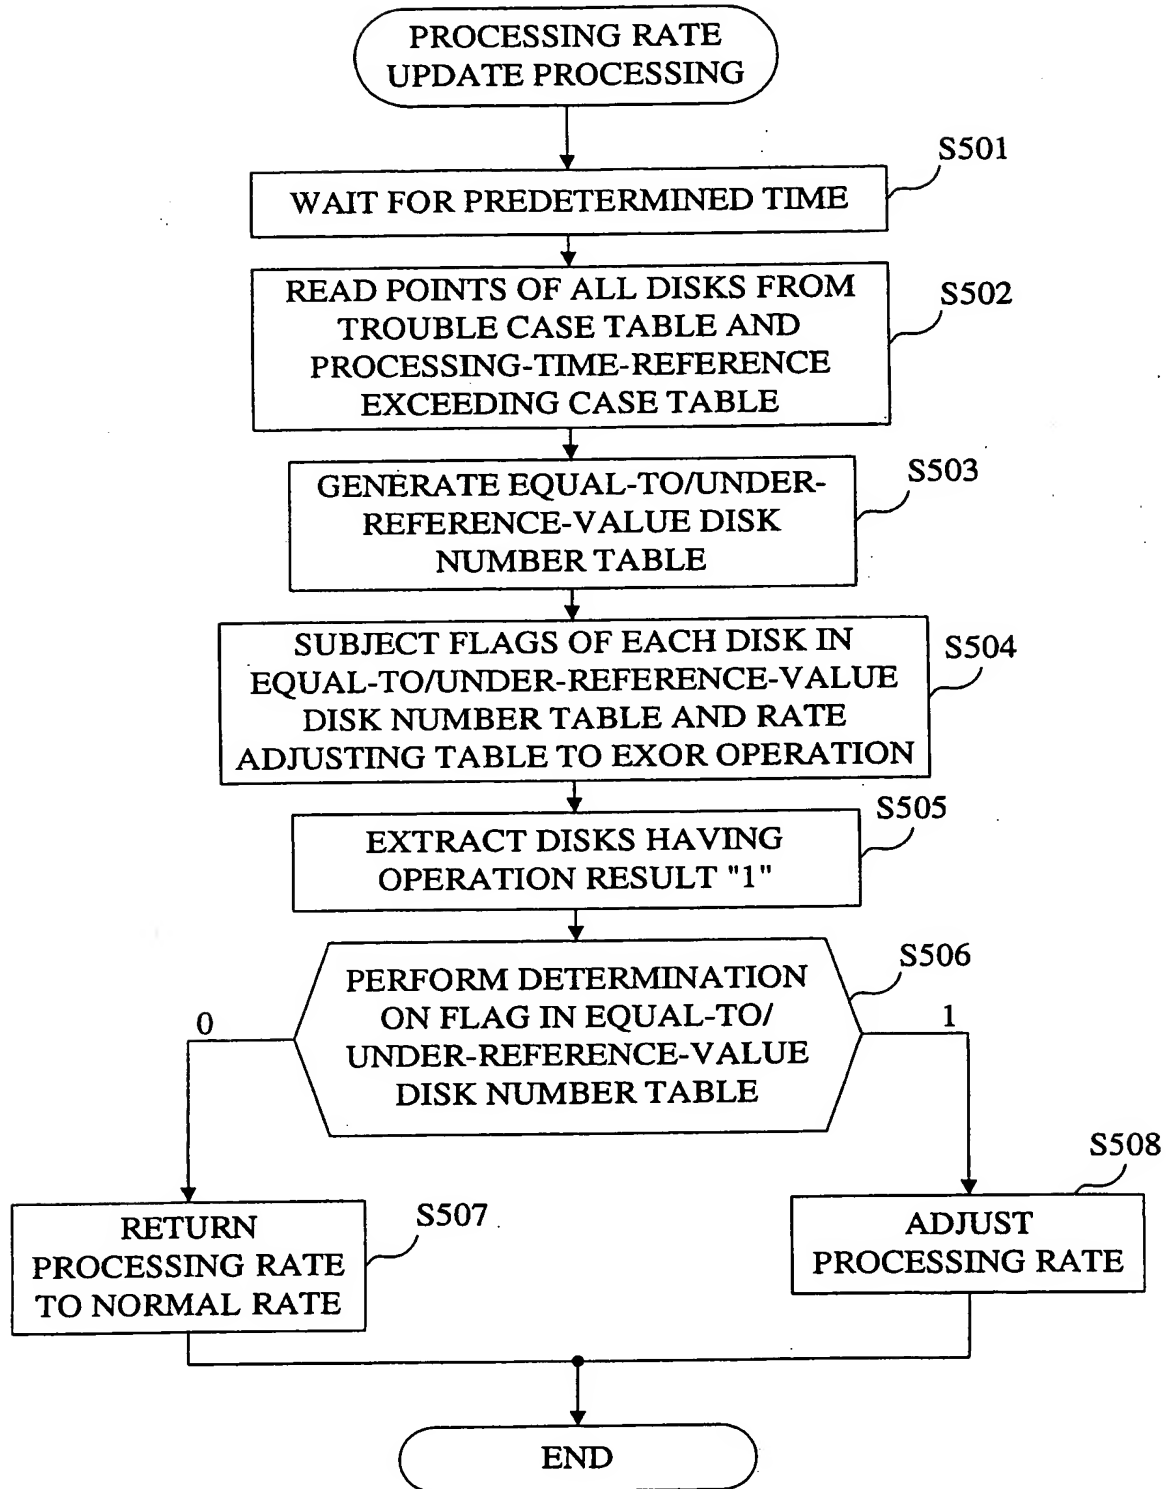 PROCESSING RATE
UPDATE PROCESSING
S501
WAIT FOR PREDETERMINED TIME
S502
READ POINTS OF ALL DISKS FROM
TROUBLE CASE TABLE AND
PROCESSING-TIME-REFERENCE
EXCEEDING CASE TABLE
S503
GENERATE EQUAL-TO/UNDER-
REFERENCE-VALUE DISK
NUMBER TABLE
S504
SUBJECT FLAGS OF EACH DISK IN
EQUAL-TO/UNDER-REFERENCE-VALUE
DISK NUMBER TABLE AND RATE
ADJUSTING TABLE TO EXOR OPERATION
S505
EXTRACT DISKS HAVING
OPERATION RESULT "1"
S506
PERFORM DETERMINATION
ON FLAG IN EQUAL-TO/
UNDER-REFERENCE-VALUE
DISK NUMBER TABLE
0
1
S507
RETURN
PROCESSING RATE
TO NORMAL RATE
S508
ADJUST
PROCESSING RATE
END